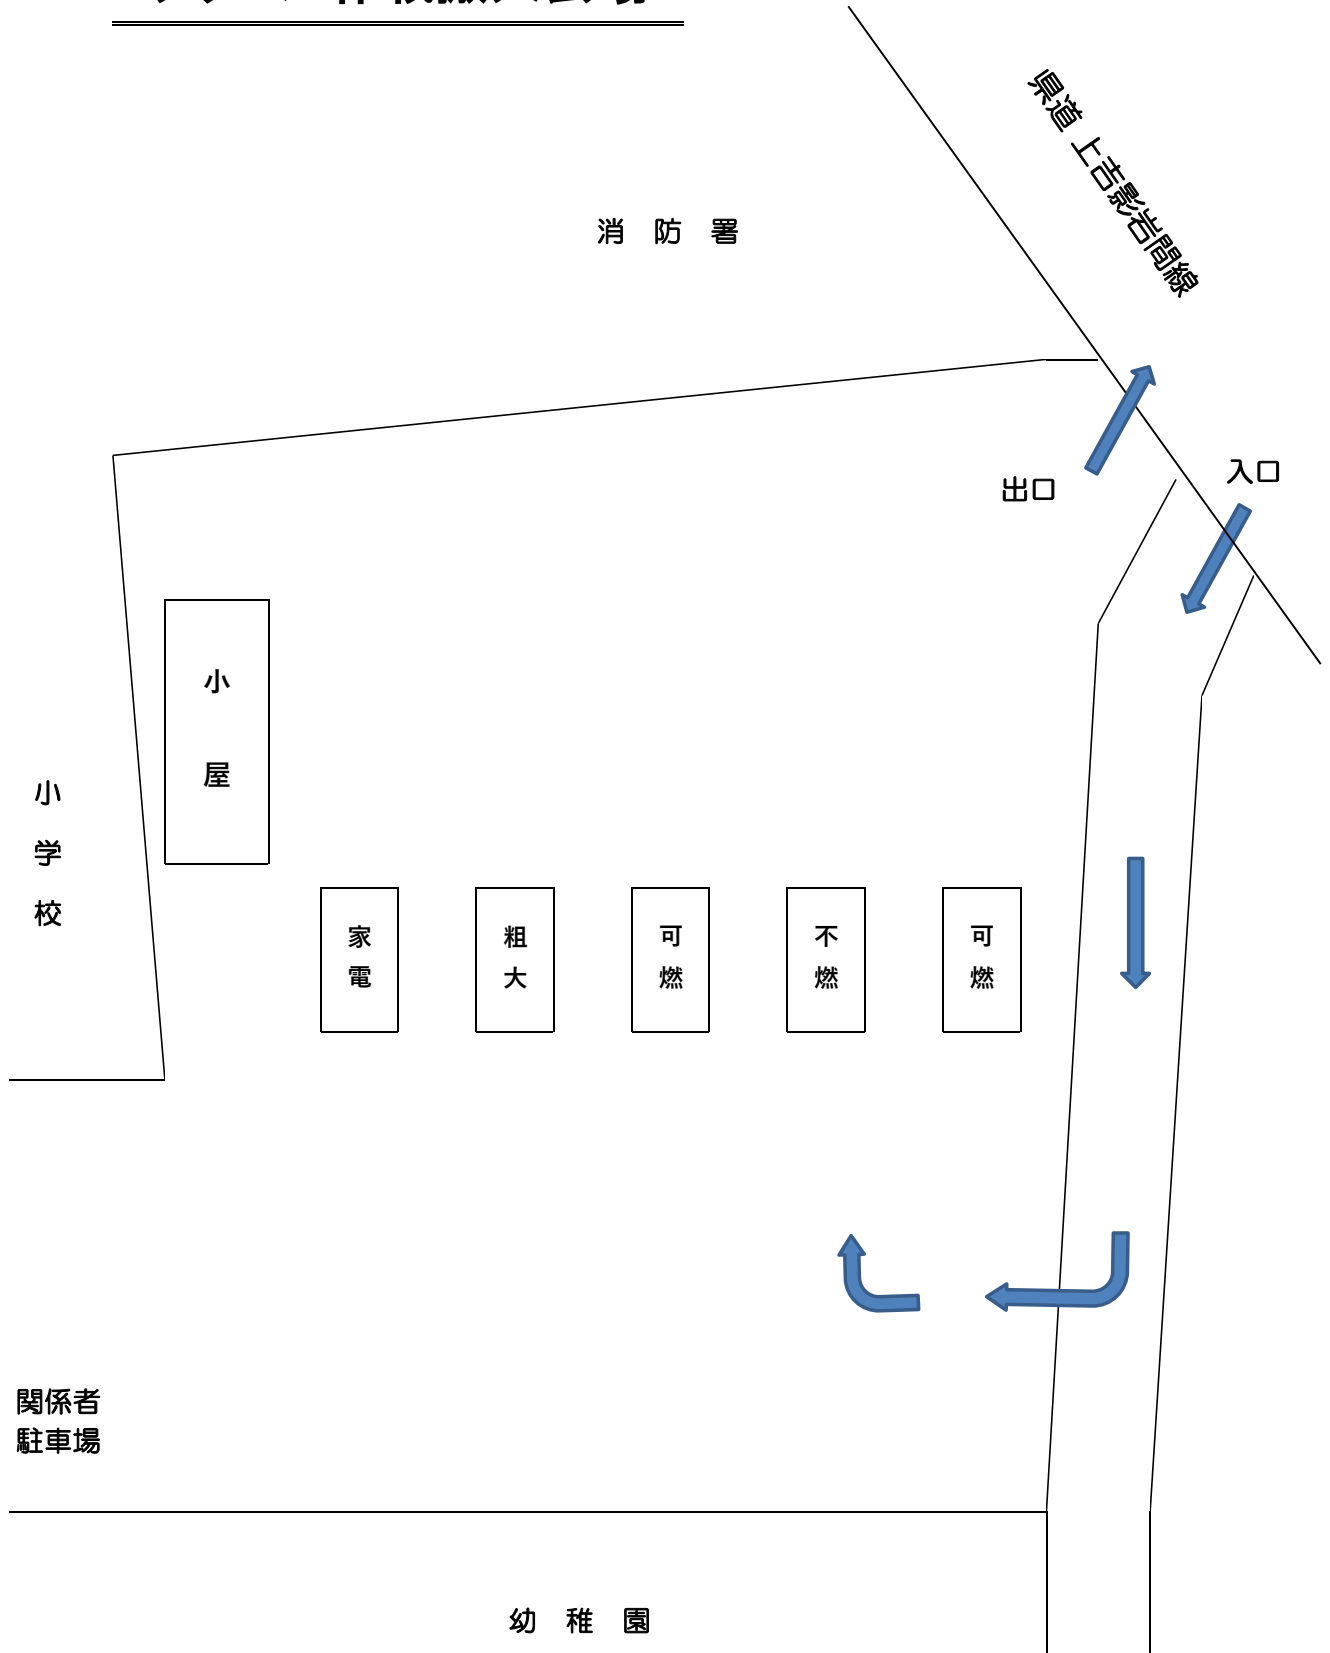 県道 上吉影岩間線
消 防 署
入口
出口
小
屋
小
学
校
家
電
粗
大
可
燃
不
燃
可
燃
関係者
駐車場
幼 稚 園